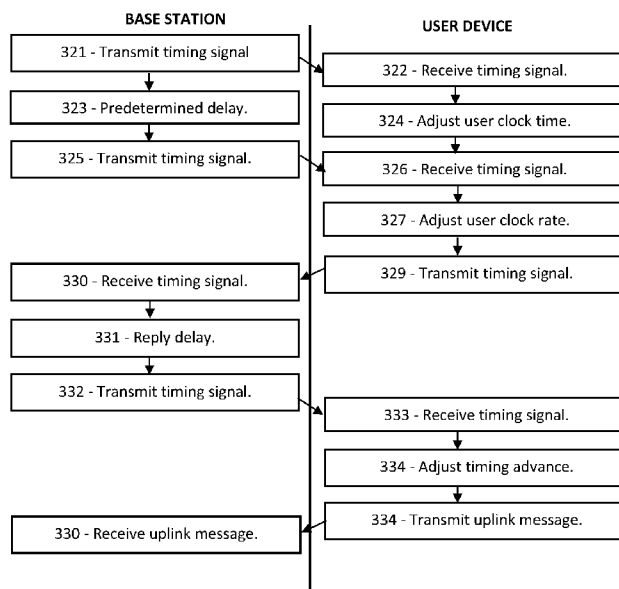 BASE STATION
USER DEVICE
321 - Transmit timing signal
322 - Receive timing signal.
323 - Predetermined delay.
324 - Adjust user clock time.
325 - Transmit timing signal.
326 - Receive timing signal.
327 - Adjust user clock rate.
329 - Transmit timing signal.
330 - Receive timing signal.
331 - Reply delay.
332 - Transmit timing signal.
333 - Receive timing signal.
334 - Adjust timing advance.
334 - Transmit uplink message.
330 - Receive uplink message.